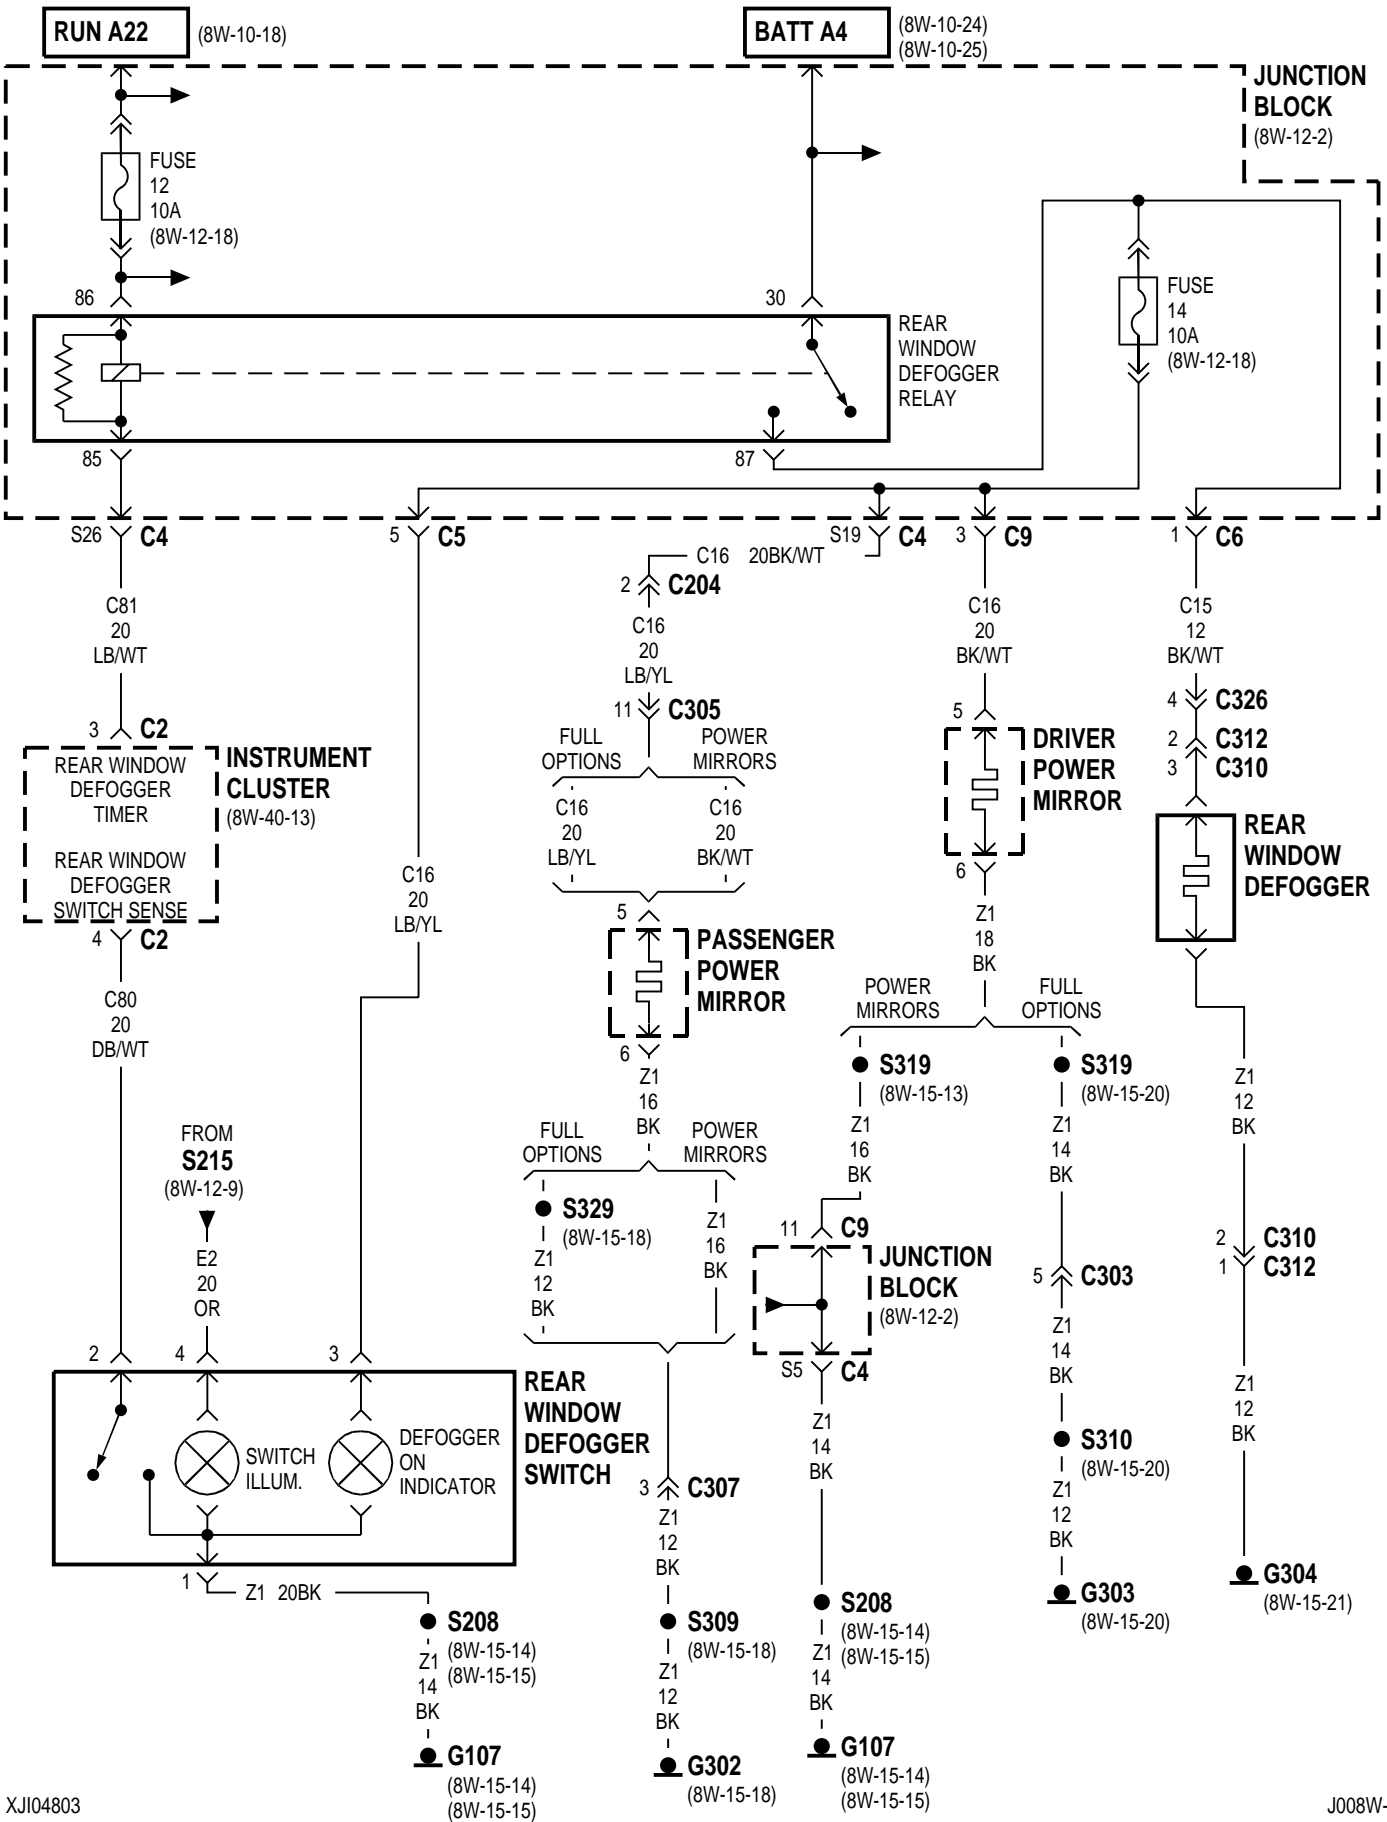 RUN A22
(8W-10-18)
BATT A4
(8W-10-24)
(8W-10-25)
JUNCTION
BLOCK
(8W-12-2)
FUSE
12
10A
(8W-12-18)
FUSE
14
10A
(8W-12-18)
86
30
REAR
WINDOW
DEFOGGER
RELAY
85
87
S26 C4
5 C5
S19 C4
3 C9
1 C6
C16 20BK/WT
2 C204
C81
20
LB/WT
C16
20
LB/YL
C16
20
BK/WT
C15
12
BK/WT
11 C305
4 C326
2 C312
3 C310
3 C2
5
FULL
OPTIONS
POWER
MIRRORS
DRIVER
POWER
MIRROR
INSTRUMENT
CLUSTER
(8W-40-13)
REAR WINDOW
DEFOGGER
TIMER
REAR WINDOW
DEFOGGER
SWITCH SENSE
C16
20
LB/YL
C16
20
BK/WT
REAR
WINDOW
DEFOGGER
C16
20
LB/YL
6
4 C2
5
PASSENGER
POWER
MIRROR
Z1
18
BK
C80
20
DB/WT
6
POWER
MIRRORS
FULL
OPTIONS
Z1
16
BK
S319
(8W-15-13)
S319
(8W-15-20)
Z1
12
BK
FROM
S215
(8W-12-9)
FULL
OPTIONS
POWER
MIRRORS
Z1
16
BK
Z1
14
BK
S329
(8W-15-18)
Z1
16
BK
11 C9
2 C310
1 C312
E2
20
OR
Z1
12
BK
JUNCTION
BLOCK
(8W-12-2)
5 C303
Z1
14
BK
2
4
3
S5 C4
REAR
WINDOW
DEFOGGER
SWITCH
SWITCH
ILLUM.
DEFOGGER
ON
INDICATOR
Z1
14
BK
Z1
12
BK
S310
(8W-15-20)
3 C307
Z1
12
BK
Z1
12
BK
1
Z1 20BK
G303
(8W-15-20)
G304
(8W-15-21)
S208
(8W-15-14)
(8W-15-15)
S309
(8W-15-18)
S208
(8W-15-14)
(8W-15-15)
Z1
14
BK
Z1
12
BK
Z1
14
BK
G107
(8W-15-14)
(8W-15-15)
G302
(8W-15-18)
G107
(8W-15-14)
(8W-15-15)
XJI04803
J008W-